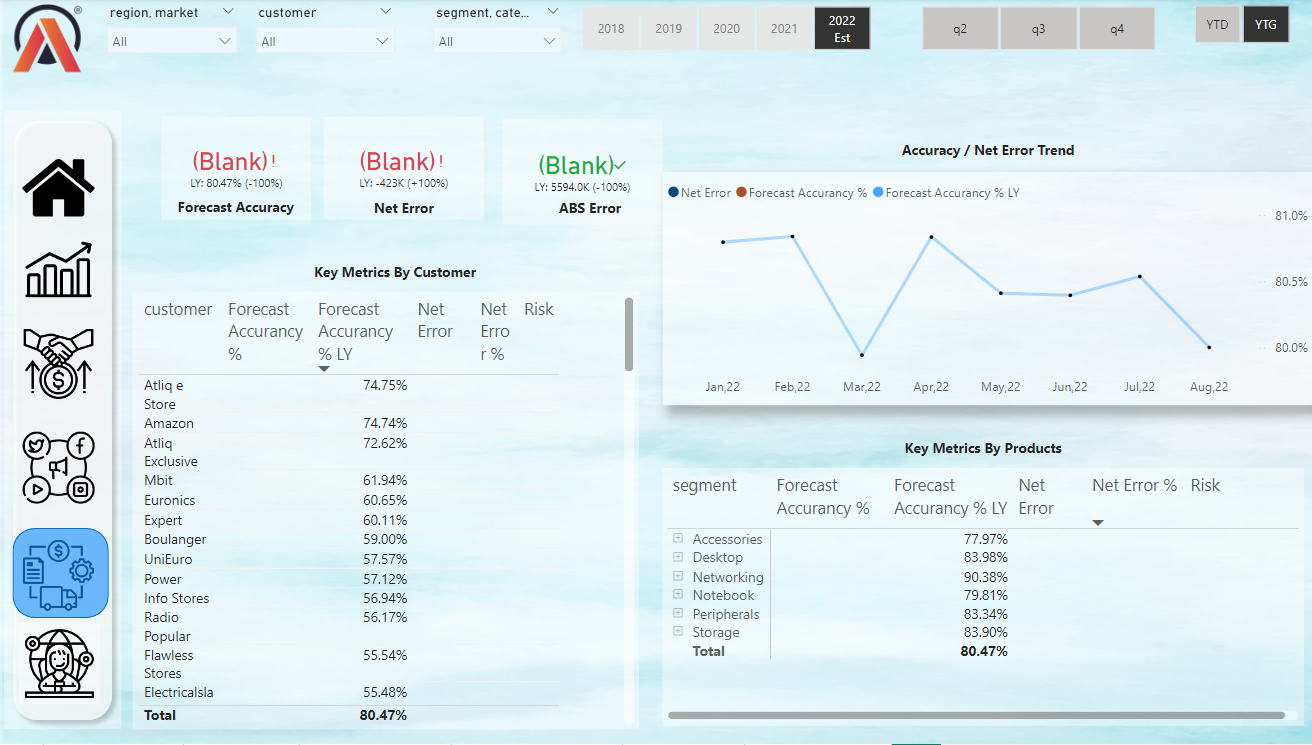 region, market
customer
segment, cate...
All
All
All
2018
2019
2020
2021
2022
Est
q2
q3
q4
YTD
YTG
®
(Blank)!
LY: 80.47% (-100%)
Forecast Accuracy
(Blank)!
LY: -423K (+100%)
Net Error
(Blank)✓
LY: 5594.0K (-100%)
ABS Error
Accuracy / Net Error Trend
Net Error Forecast Accurancy % Forecast Accurancy % LY
81.0%
80.5%
80.0%
Jan,22 Feb,22 Mar,22 Apr,22 May,22 Jun,22 Jul,22 Aug,22
Key Metrics By Customer
customer Forecast Forecast Net Net Risk
Accurancy Accurancy Error Erro
% % LY r %
Atliq e 74.75%
Store
Amazon 74.74%
Atliq 72.62%
Exclusive
Mbit 61.94%
Euronics 60.65%
Expert 60.11%
Boulanger 59.00%
UniEuro 57.57%
Power 57.12%
Info Stores 56.94%
Radio 56.17%
Popular
Flawless 55.54%
Stores
Electricalsla 55.48%
Total 80.47%
Key Metrics By Products
segment Forecast Forecast Net Net Error % Risk
Accurancy % Accurancy % LY Error
Accessories 77.97%
Desktop 83.98%
Networking 90.38%
Notebook 79.81%
Peripherals 83.34%
Storage 83.90%
Total 80.47%